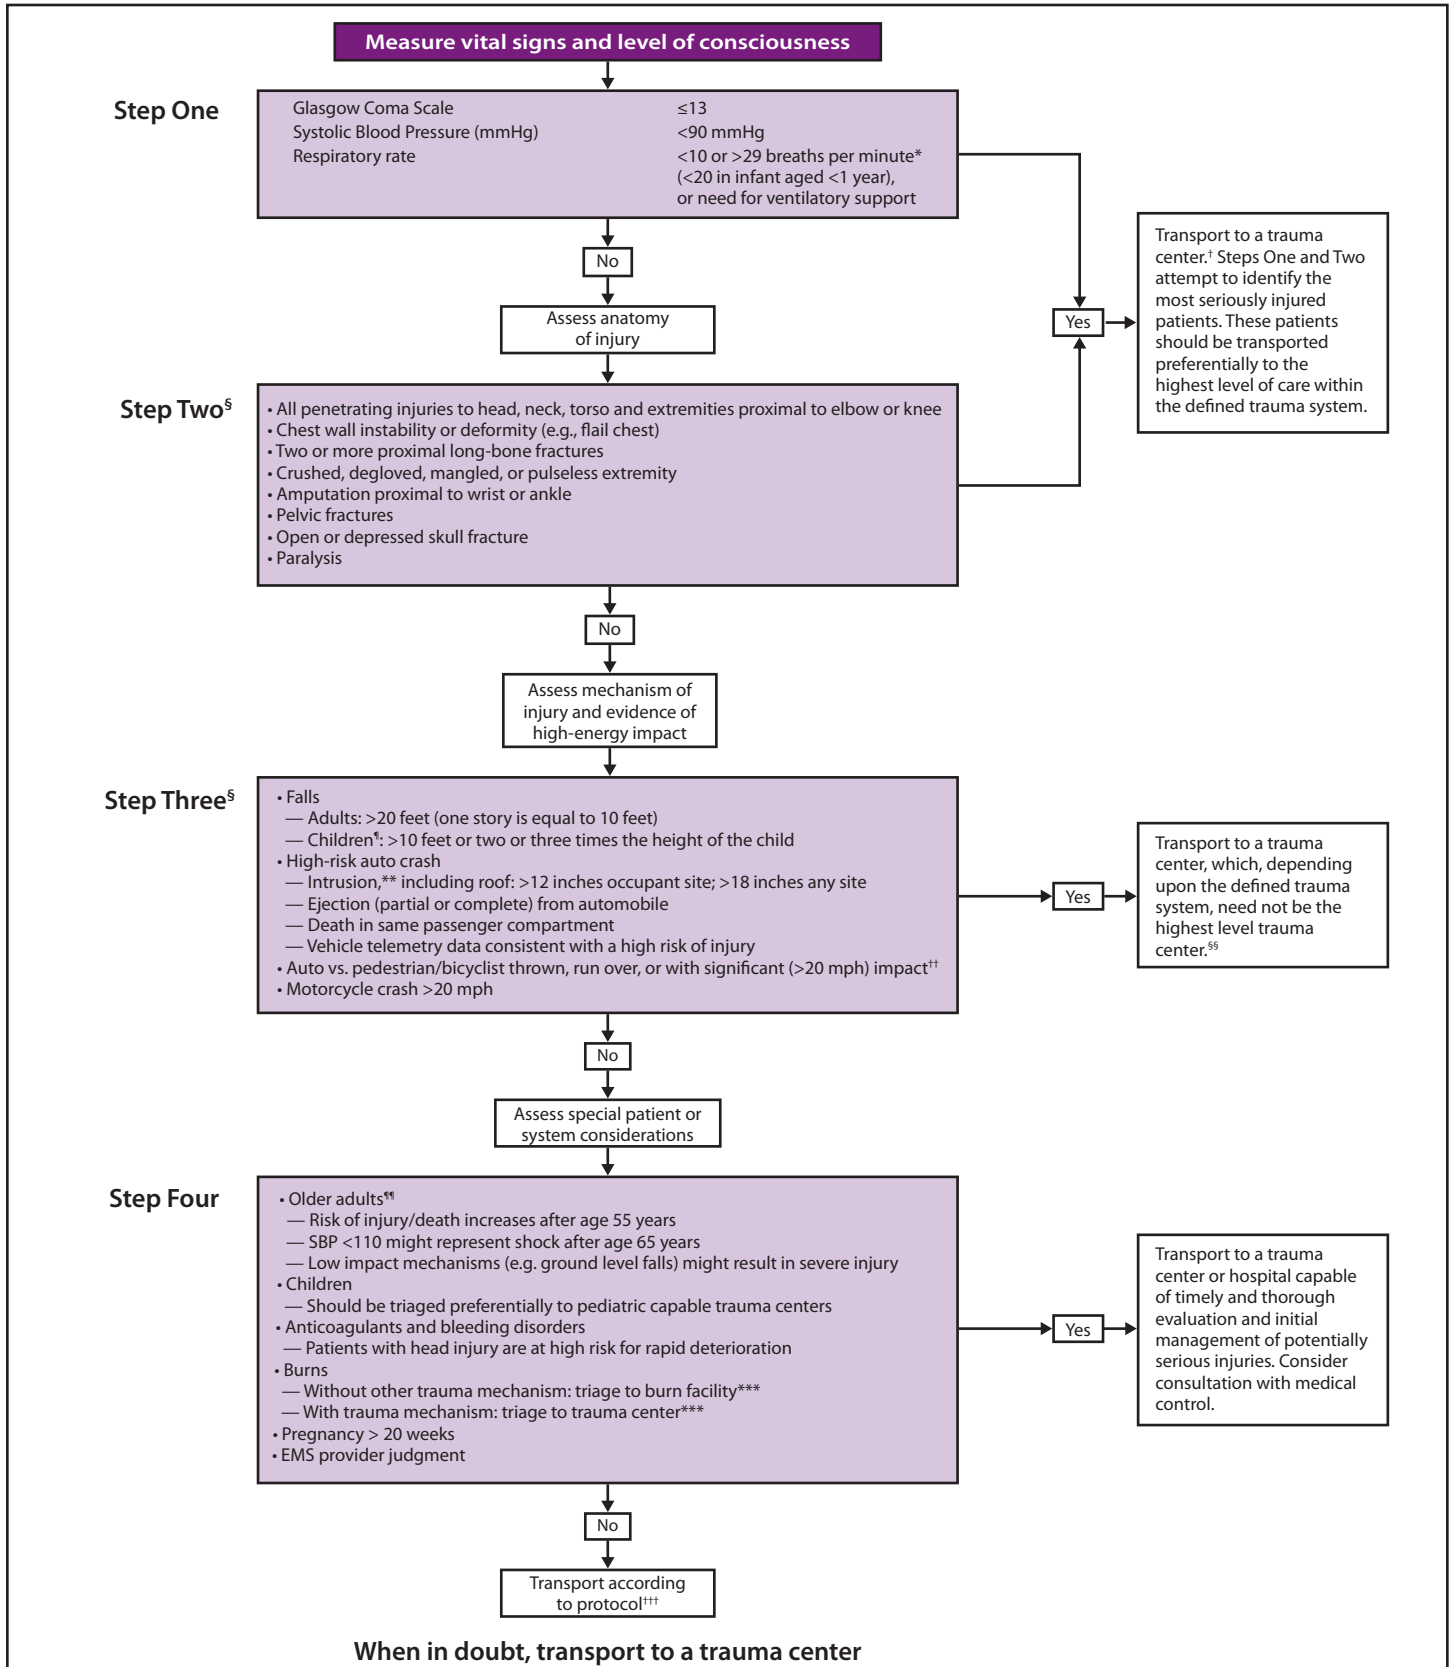 Measure vital signs and level of consciousness
Step One
Glasgow Coma Scale ≤13
Systolic Blood Pressure (mmHg) <90 mmHg
Respiratory rate <10 or >29 breaths per minute*
(<20 in infant aged <1 year),
or need for ventilatory support
No
Assess anatomy
of injury
Yes
Transport to a trauma
center.† Steps One and Two
attempt to identify the
most seriously injured
patients. These patients
should be transported
preferentially to the
highest level of care within
the defined trauma system.
Step Two§
• All penetrating injuries to head, neck, torso and extremities proximal to elbow or knee
• Chest wall instability or deformity (e.g., flail chest)
• Two or more proximal long-bone fractures
• Crushed, degloved, mangled, or pulseless extremity
• Amputation proximal to wrist or ankle
• Pelvic fractures
• Open or depressed skull fracture
• Paralysis
No
Assess mechanism of
injury and evidence of
high-energy impact
Step Three§
• Falls
— Adults: >20 feet (one story is equal to 10 feet)
— Children¶: >10 feet or two or three times the height of the child
• High-risk auto crash
— Intrusion,** including roof: >12 inches occupant site; >18 inches any site
— Ejection (partial or complete) from automobile
— Death in same passenger compartment
— Vehicle telemetry data consistent with a high risk of injury
• Auto vs. pedestrian/bicyclist thrown, run over, or with significant (>20 mph) impact††
• Motorcycle crash >20 mph
Yes
Transport to a trauma
center, which, depending
upon the defined trauma
system, need not be the
highest level trauma
center.§§
No
Assess special patient or
system considerations
Step Four
• Older adults¶¶
— Risk of injury/death increases after age 55 years
— SBP <110 might represent shock after age 65 years
— Low impact mechanisms (e.g. ground level falls) might result in severe injury
• Children
— Should be triaged preferentially to pediatric capable trauma centers
• Anticoagulants and bleeding disorders
— Patients with head injury are at high risk for rapid deterioration
• Burns
— Without other trauma mechanism: triage to burn facility***
— With trauma mechanism: triage to trauma center***
• Pregnancy > 20 weeks
• EMS provider judgment
Yes
Transport to a trauma
center or hospital capable
of timely and thorough
evaluation and initial
management of potentially
serious injuries. Consider
consultation with medical
control.
No
Transport according
to protocol†††
When in doubt, transport to a trauma center